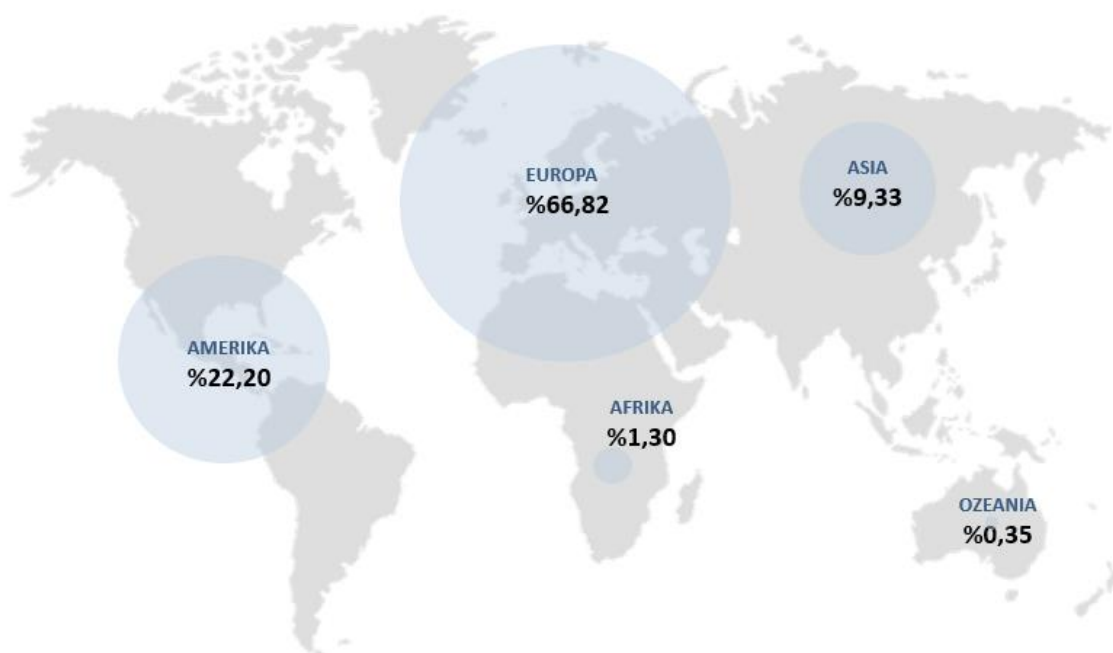 EUROPA
%66,82
ASIA
%9,33
AMERIKA
%22,20
AFRIKA
%1,30
OZEANIA
%0,35